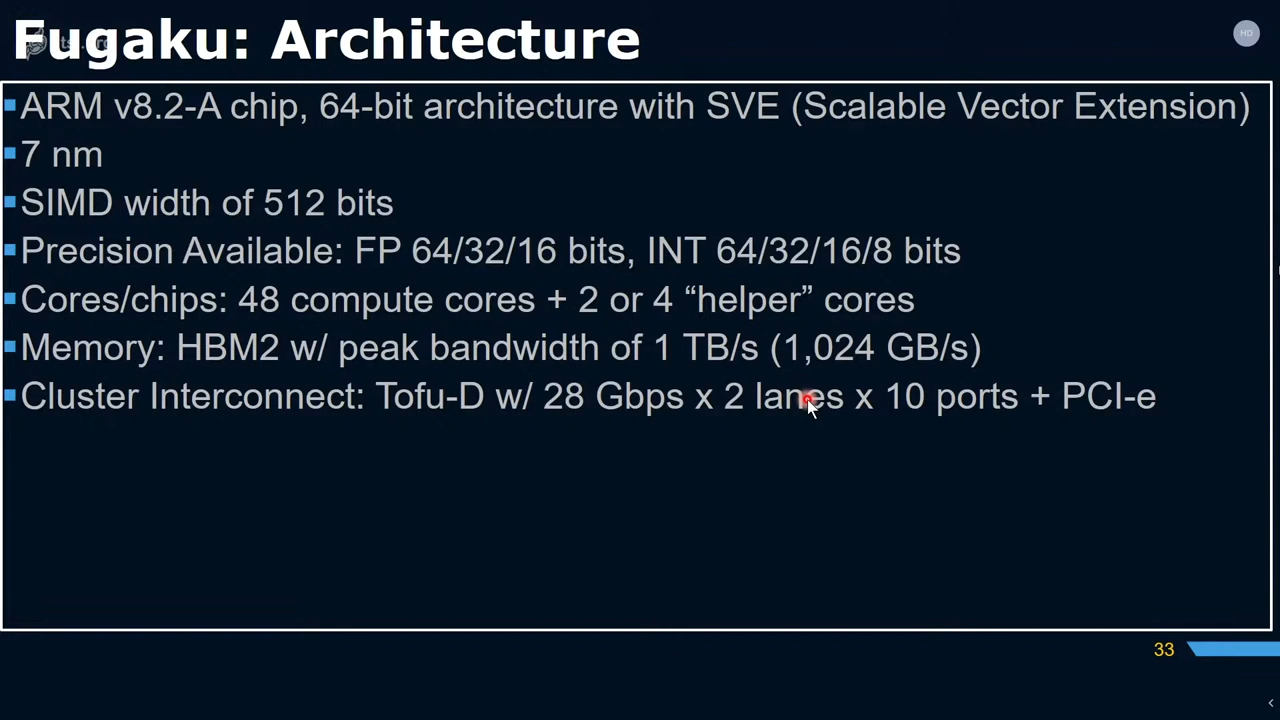 Fugaku: Architecture
HD
ARM v8.2-A chip, 64-bit architecture with SVE (Scalable Vector Extension)
7 nm
SIMD width of 512 bits
Precision Available: FP 64/32/16 bits, INT 64/32/16/8 bits
Cores/chips: 48 compute cores + 2 or 4 “helper” cores
Memory: HBM2 w/ peak bandwidth of 1 TB/s (1,024 GB/s)
Cluster Interconnect: Tofu-D w/ 28 Gbps x 2 lanes x 10 ports + PCI-e
33